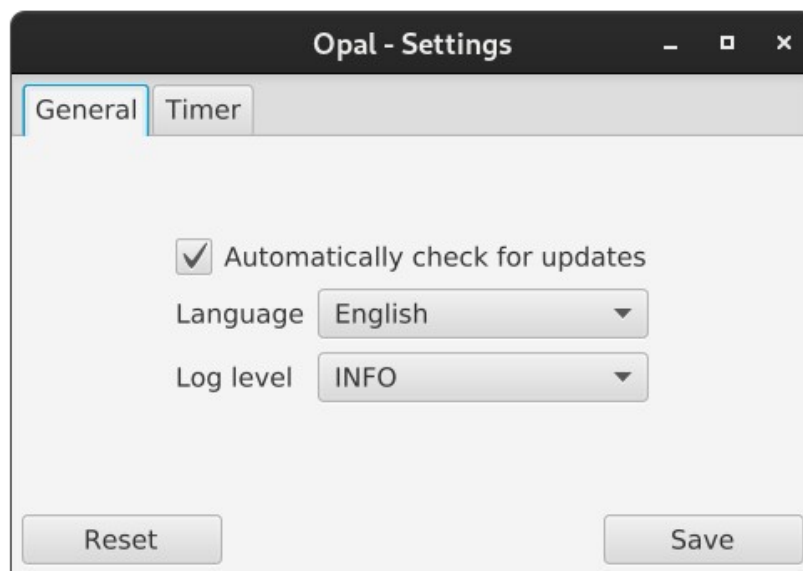 Opal - Settings
General Timer
Automatically check for updates
Language English
Log level INFO
Reset Save